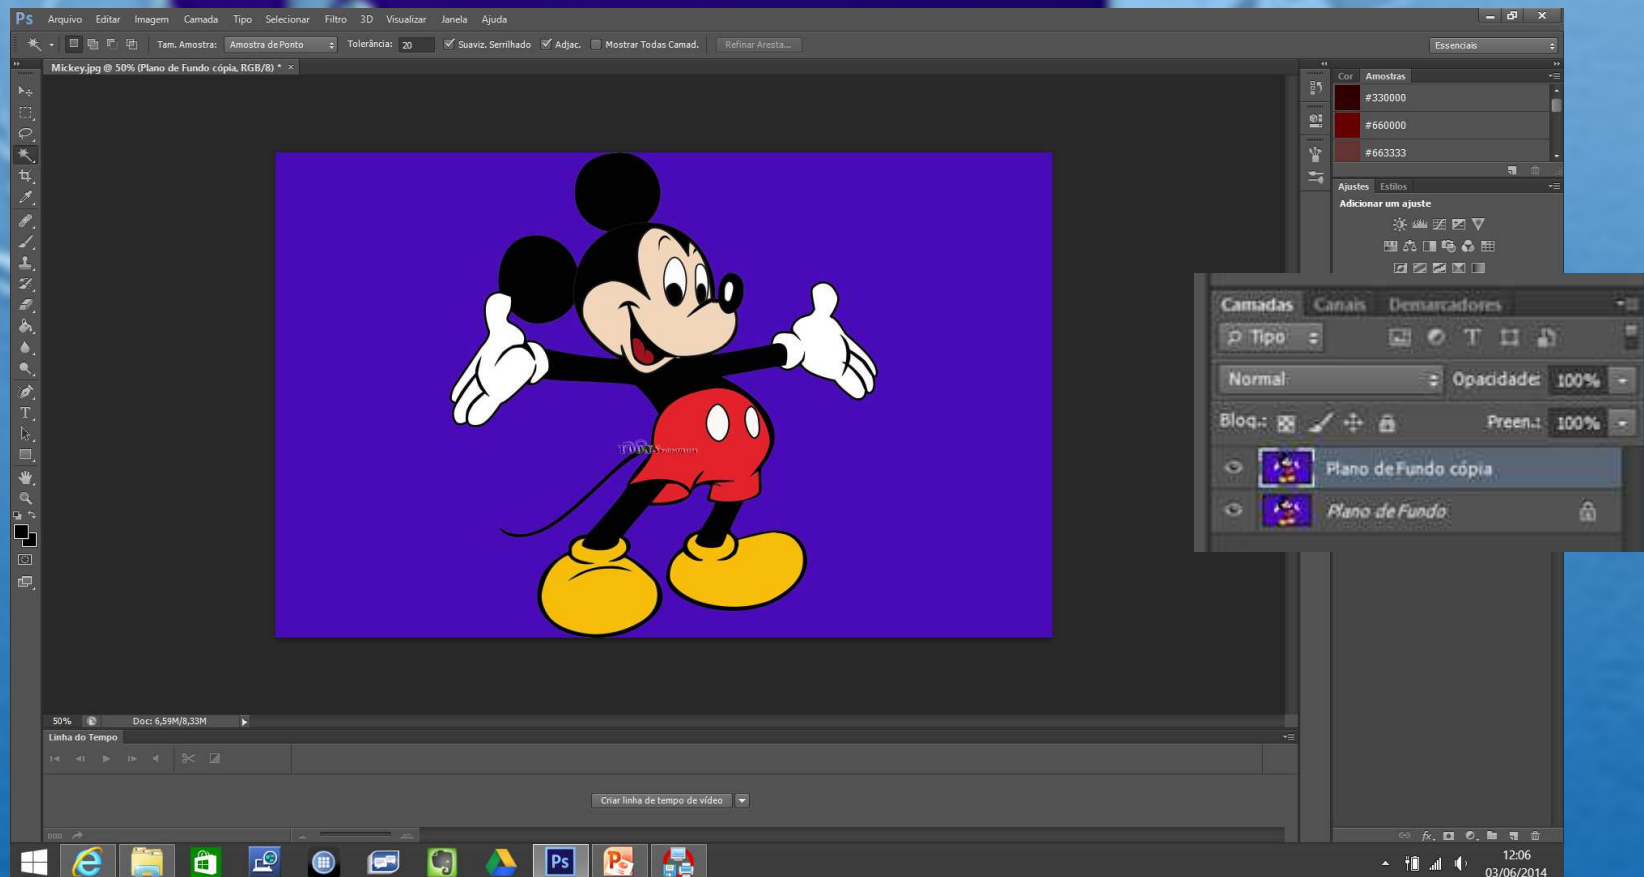 Ps Arquivo Editar Imagem Camada Tipo Selecionar Filtro 3D Visualizar Janela Ajuda
Tam. Amostra: Amostra de Ponto Tolerância: 20 Suaviz. Serrilhado Adjac. Mostrar Todas Camad. Refinar Aresta... Essenciais
Mickey.jpg @ 50% (Plano de Fundo cópia, RGB/8) * ×
Cor Amostras
#330000
#660000
#663333
Ajustes Estilos
Adicionar um ajuste
Camadas Canais Demarcadores
Tipo
Normal Opacidade: 100%
Bloq.: Preen.: 100%
Plano de Fundo cópia
Plano de Fundo
TOONS
50% Doc: 6,59M/8,33M
Linha do Tempo
Criar linha de tempo de vídeo
fx.
Ps
12:06
03/06/2014